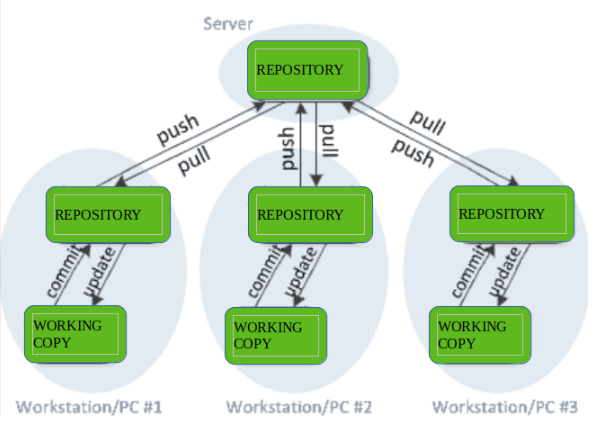 Server
REPOSITORY
push
pull
push
pull
pull
push
REPOSITORY
REPOSITORY
REPOSITORY
commit
update
commit
update
commit
update
WORKING
COPY
WORKING
COPY
WORKING
COPY
Workstation/PC #1
Workstation/PC #2
Workstation/PC #3